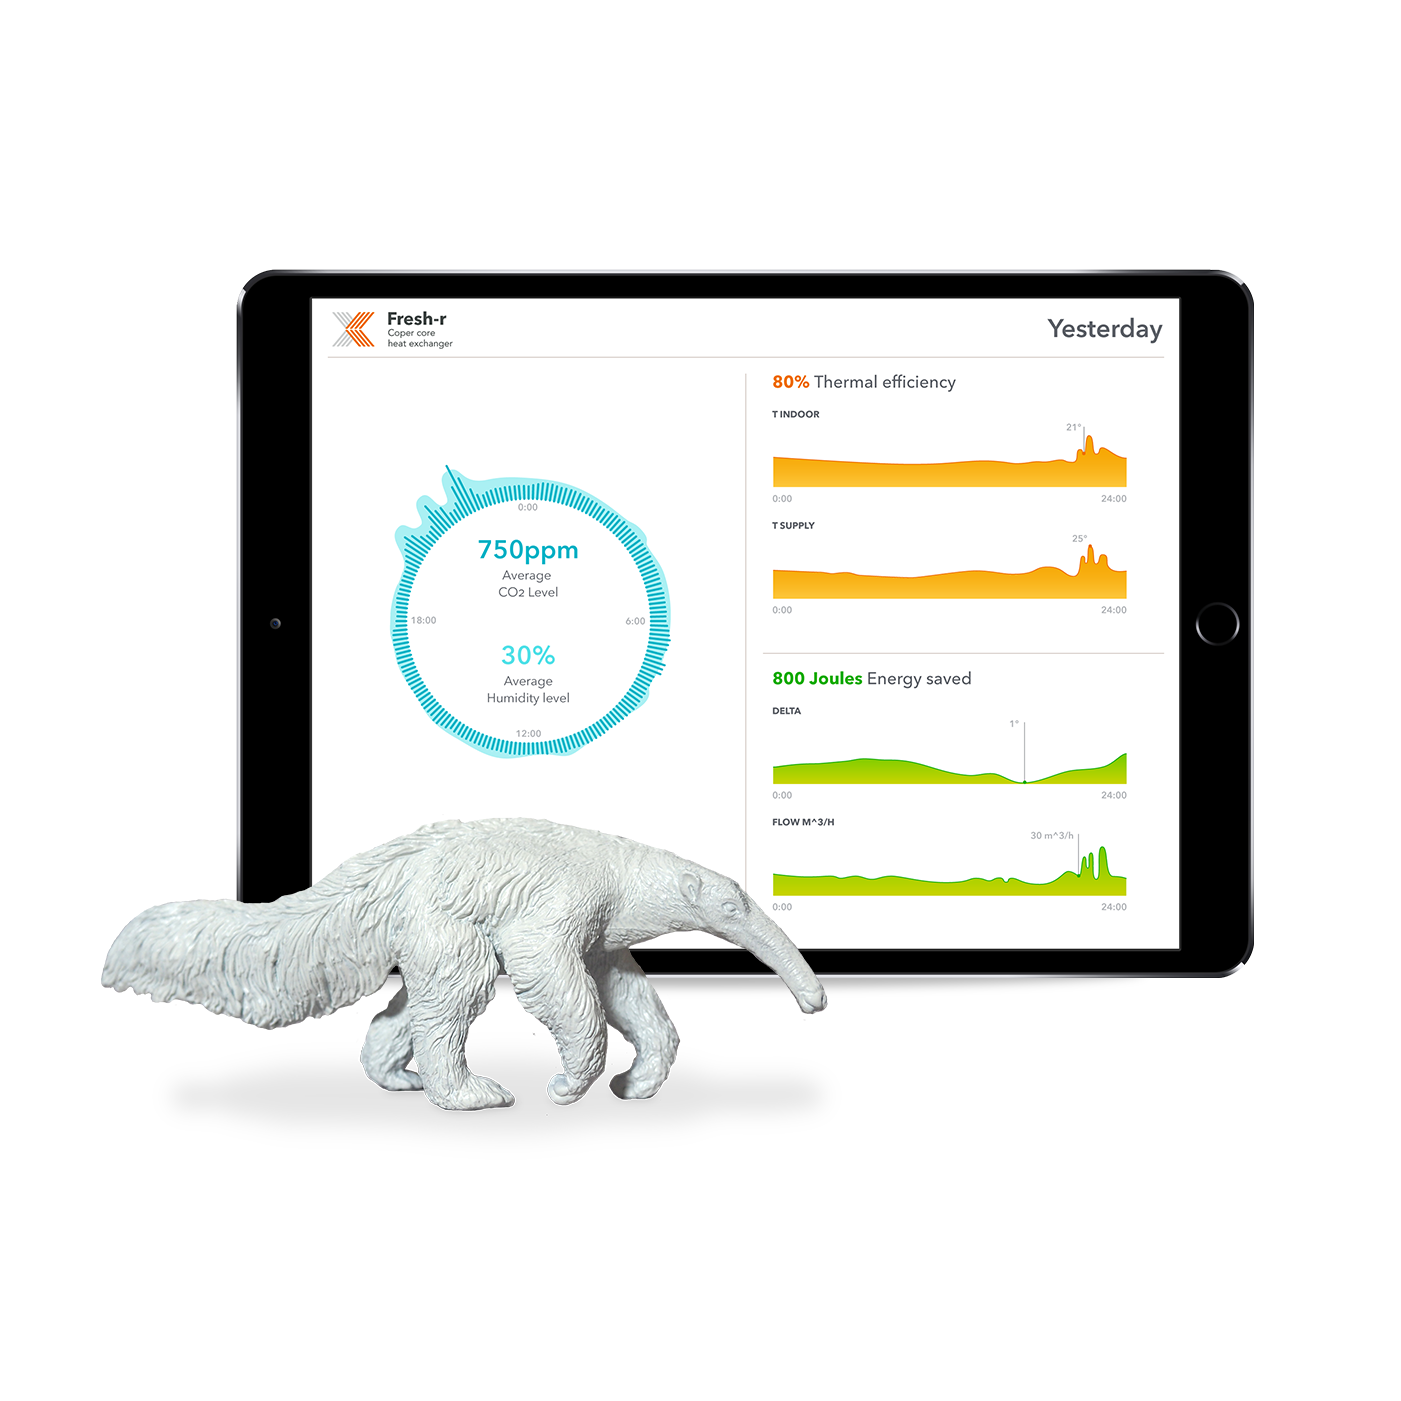 Fresh-r
Coper core
heat exchanger
Yesterday
0:00
750ppm
Average
CO2 Level
18:00
6:00
30%
Average
Humidity level
12:00
80% Thermal efficiency
T INDOOR
21°
0:00
24:00
T SUPPLY
25°
0:00
24:00
800 Joules Energy saved
DELTA
1°
0:00
24:00
FLOW M^3/H
30 m^3/h
0:00
24:00